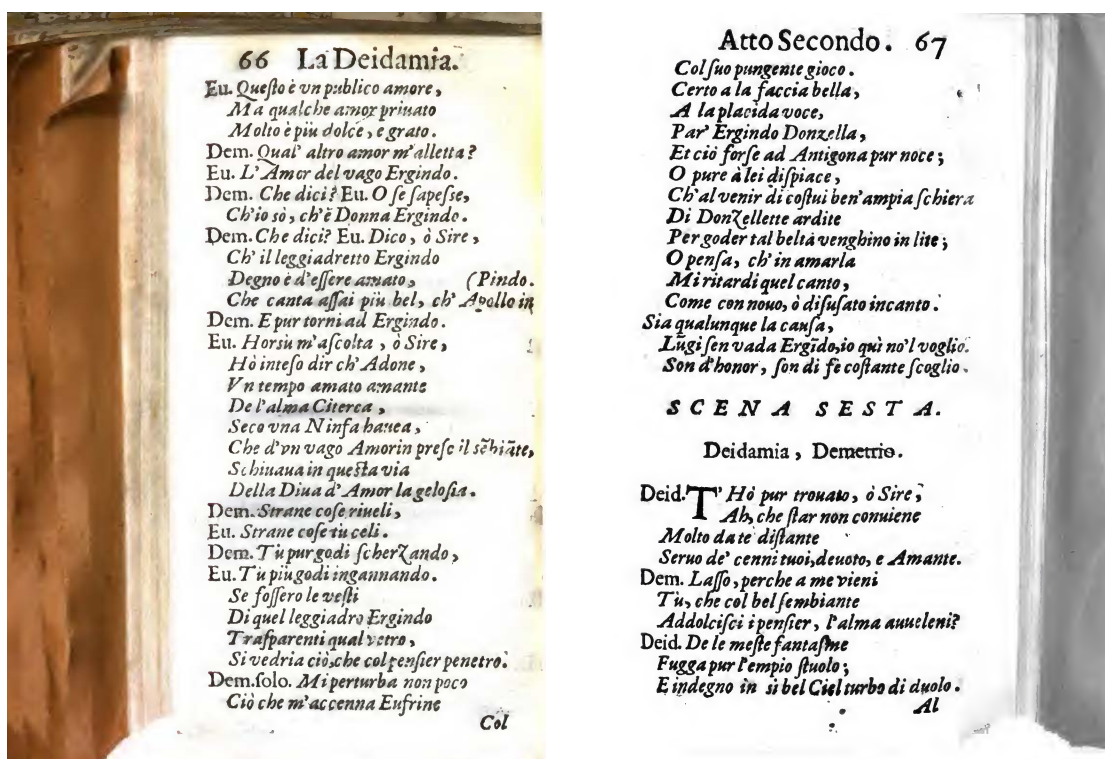 66 La Deidamia.
Eu. Queſto è vn publico amore,
Ma qualche amor priuato
Molto è più dolce, e grato.
Dem. Qual' altro amor m'alletta?
Eu. L'Amor del vago Ergindo.
Dem. Che dici? Eu. O ſe ſapeſse,
Ch'io sò, ch'è Donna Ergindo.
Dem. Che dici? Eu. Dico, ò Sire,
Ch' il leggiadretto Ergindo
Degno è d'eſſere amato, (Pindo.
Che canta aſſai più bel, ch' Apollo in
Dem. E pur torni ad Ergindo.
Eu. Horsù m'aſcolta, ò Sire,
Hò inteſo dir ch' Adone,
Vn tempo amato amante
De l'alma Citerca,
Seco vna Ninfa hauea,
Che d'vn vago Amorin preſe il sēbiāte,
Schiuaua in queſta via
Della Diua d'Amor la geloſia.
Dem. Strane coſe riueli,
Eu. Strane coſe tù celi.
Dem. Tù pur godi ſcherzando,
Eu. Tù più godi ingannando.
Se foſſero le veſti
Di quel leggiadro Ergindo
Traſparenti qual vetro,
Si vedria ciò, che col penſier penetro.
Dem. ſolo. Mi perturba non poco
Ciò che m'accenna Eufrine
Col
Atto Secondo. 67
Col ſuo pungente gioco.
Certo a la faccia bella,
A la placida voce,
Par' Ergindo Donzella,
Et ciò forſe ad Antigona pur noce;
O pure à lei diſpiace,
Ch'al venir di coſtui ben'ampia ſchiera
Di Donzellette ardite
Per goder tal beltà venghino in lite;
O penſa, ch'in amarla
Mi ritardi quel canto,
Come con nouo, ò diſuſato incanto.
Sia qualunque la cauſa,
Lūgi ſen vada Ergīdo, io quì no'l voglio.
Son d'honor, ſon di fè coſtante ſcoglio.
SCENA SESTA.
Deidamia, Demetrio.
Deid. T' Hò pur trouato, ò Sire,
Ah, che ſtar non conuiene
Molto da te diſtante
Seruo de' cenni tuoi, deuoto, e Amante.
Dem. Laſſo, perche a me vieni
Tù, che col bel ſembiante
Addolciſci i penſier, l'alma auueleni?
Deid. De le meſte fantaſme
Fugga pur l'empio ſtuolo;
E indegno in sì bel Ciel turbo di duolo.
Al